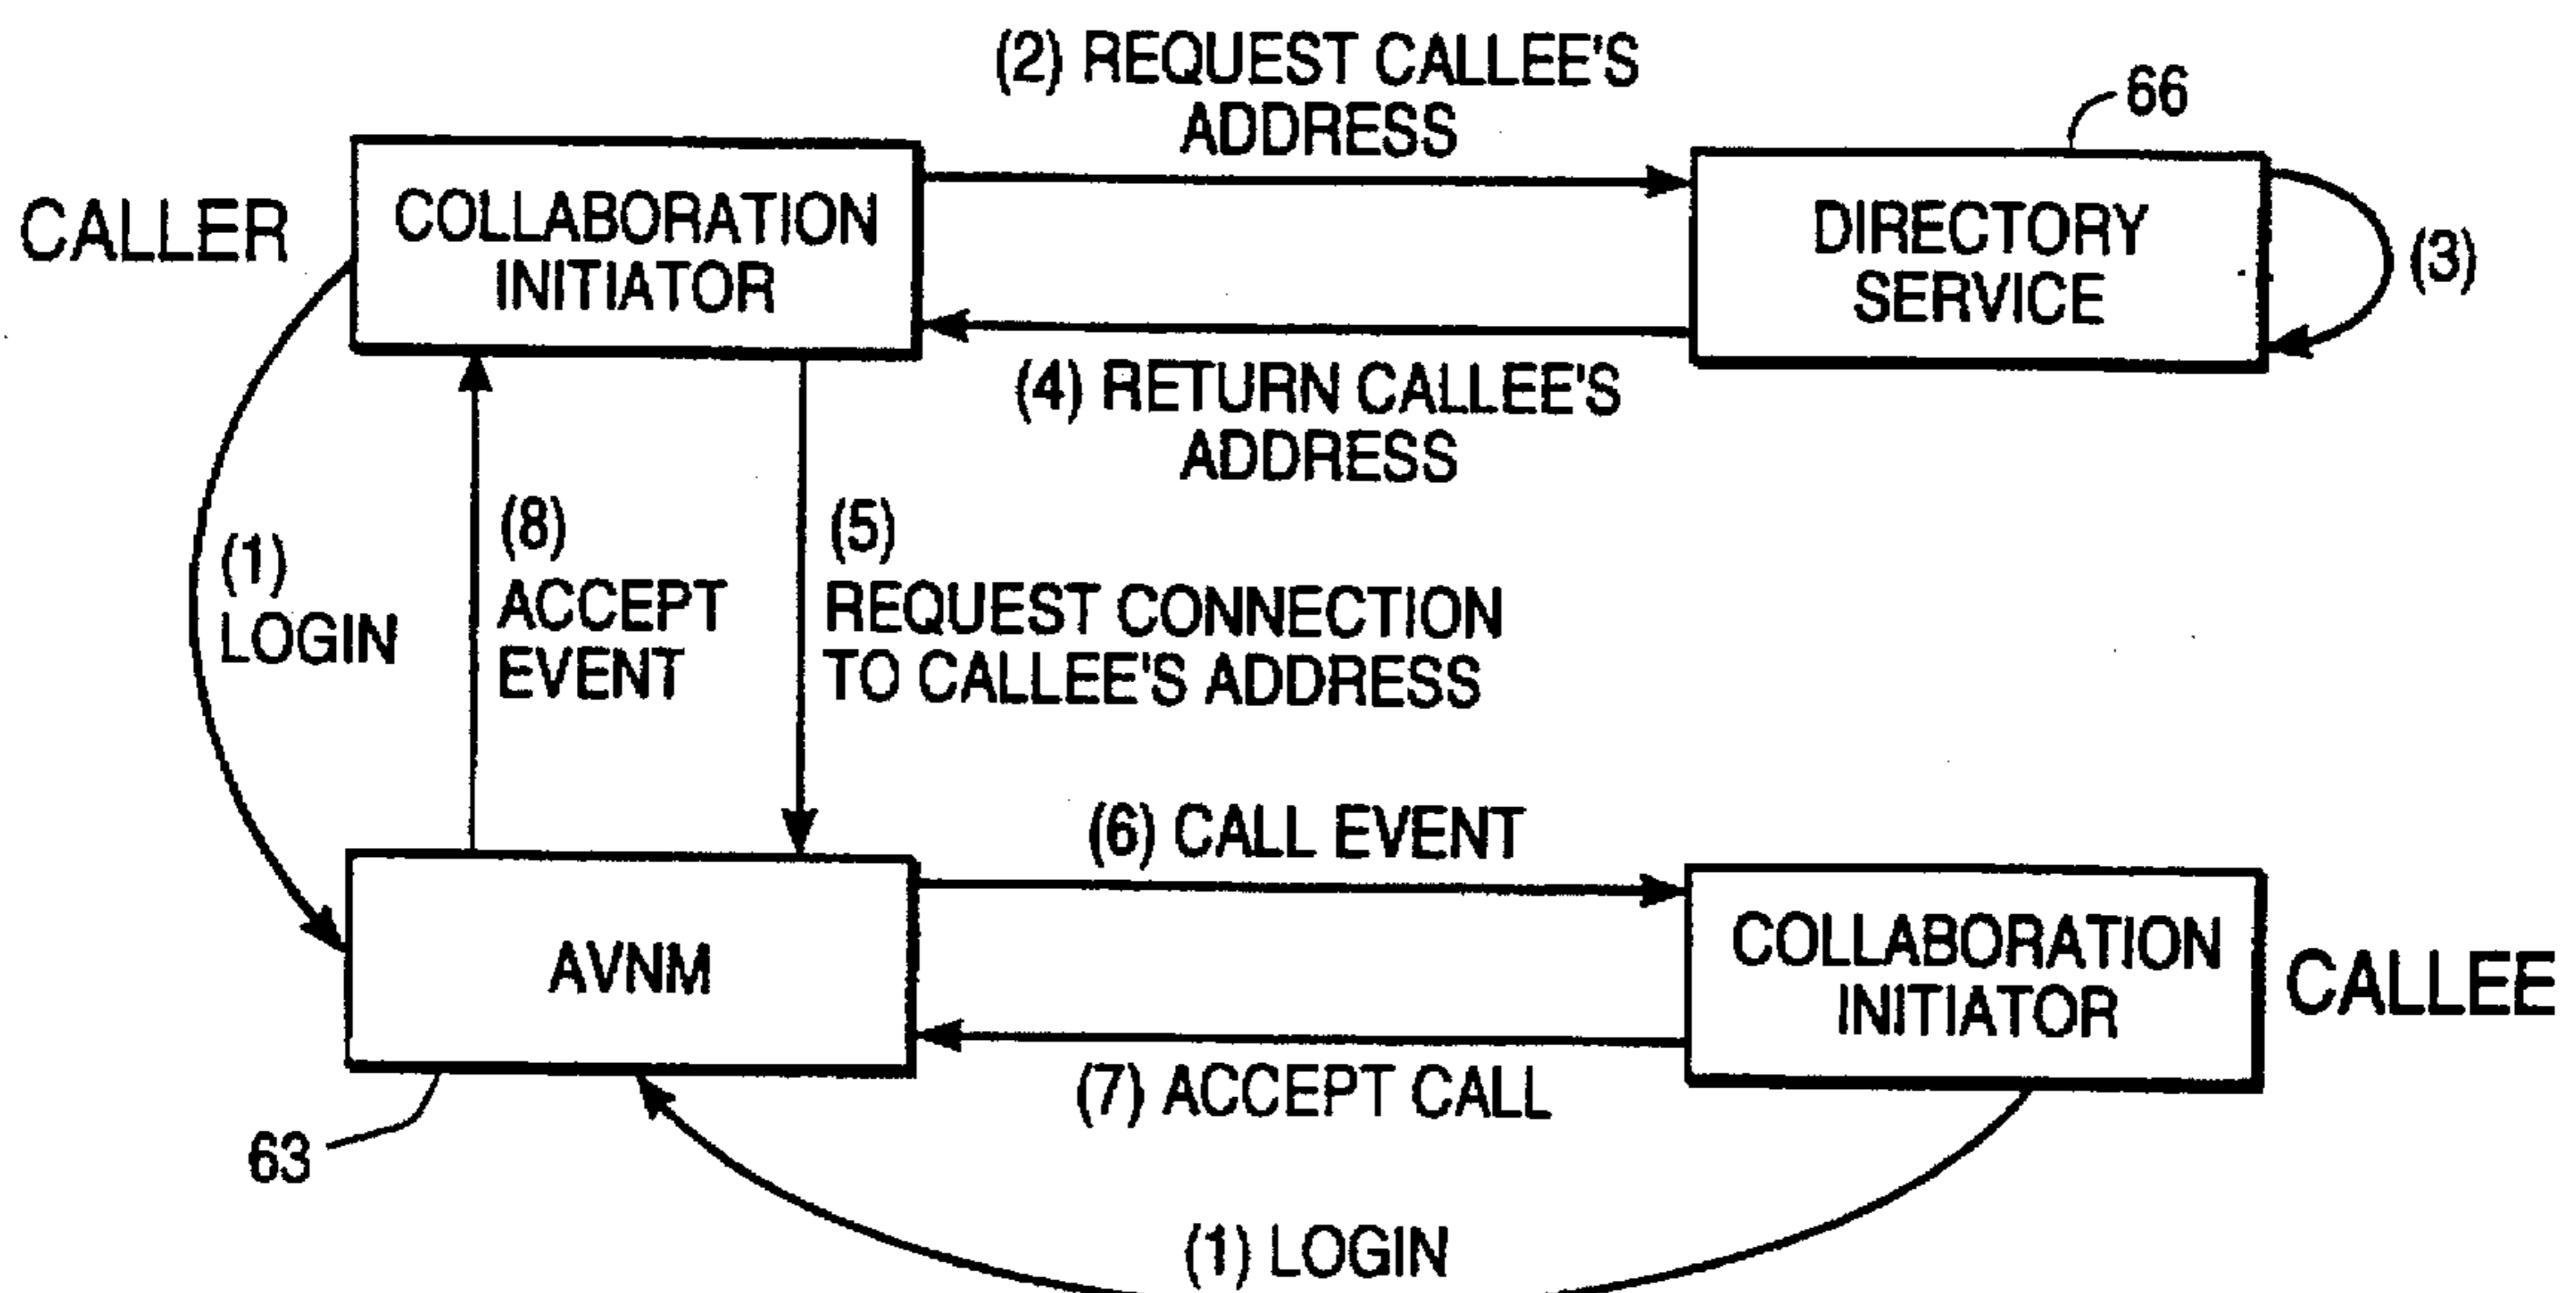 (2) REQUEST CALLEE'S
ADDRESS
66
CALLER
COLLABORATION
INITIATOR
DIRECTORY
SERVICE
(3)
(4) RETURN CALLEE'S
ADDRESS
(1)
LOGIN
(8)
ACCEPT
EVENT
(5)
REQUEST CONNECTION
TO CALLEE'S ADDRESS
(6) CALL EVENT
AVNM
COLLABORATION
INITIATOR
CALLEE
(7) ACCEPT CALL
63
(1) LOGIN